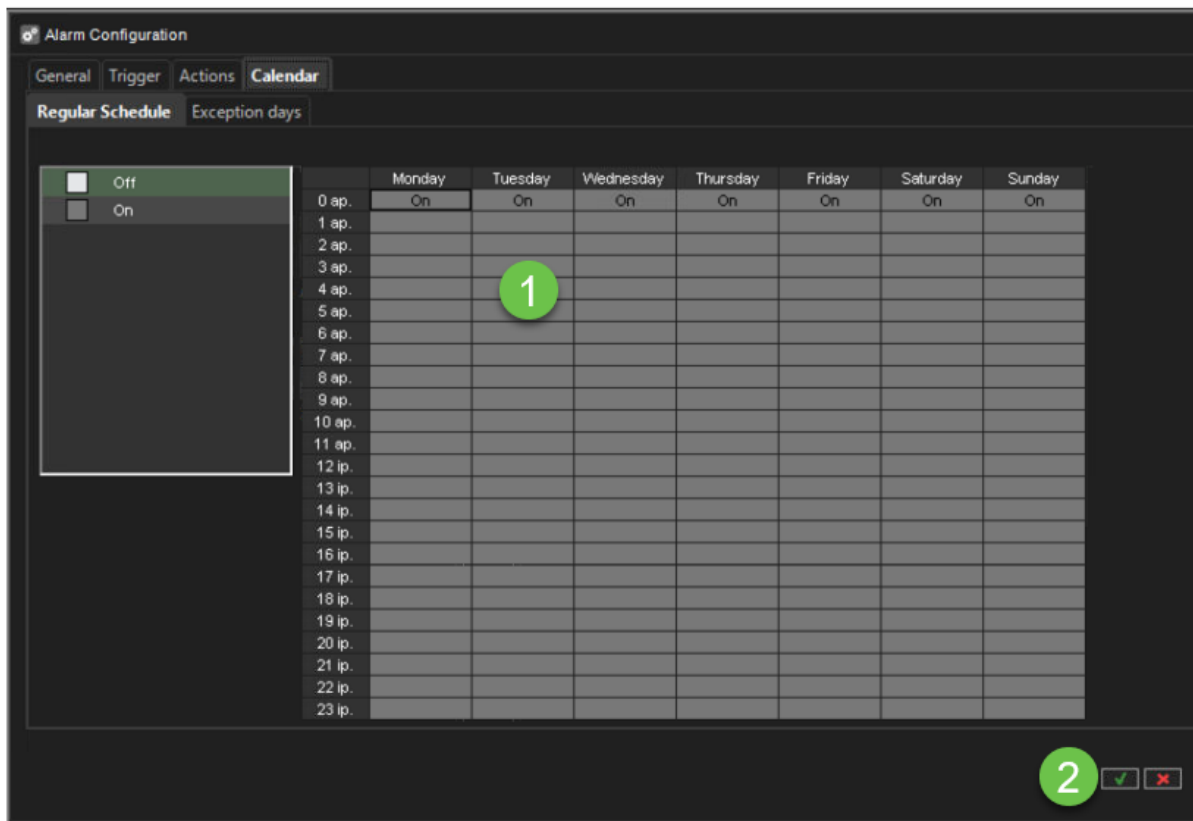 Alarm Configuration
General Trigger Actions Calendar
Regular Schedule Exception days
Off
On
Monday Tuesday Wednesday Thursday Friday Saturday Sunday
0 ap. On On On On On On On
1 ap.
2 ap.
3 ap.
4 ap.
5 ap.
6 ap.
7 ap.
8 ap.
9 ap.
10 ap.
11 ap.
12 ip.
13 ip.
14 ip.
15 ip.
16 ip.
17 ip.
18 ip.
19 ip.
20 ip.
21 ip.
22 ip.
23 ip.
1
2